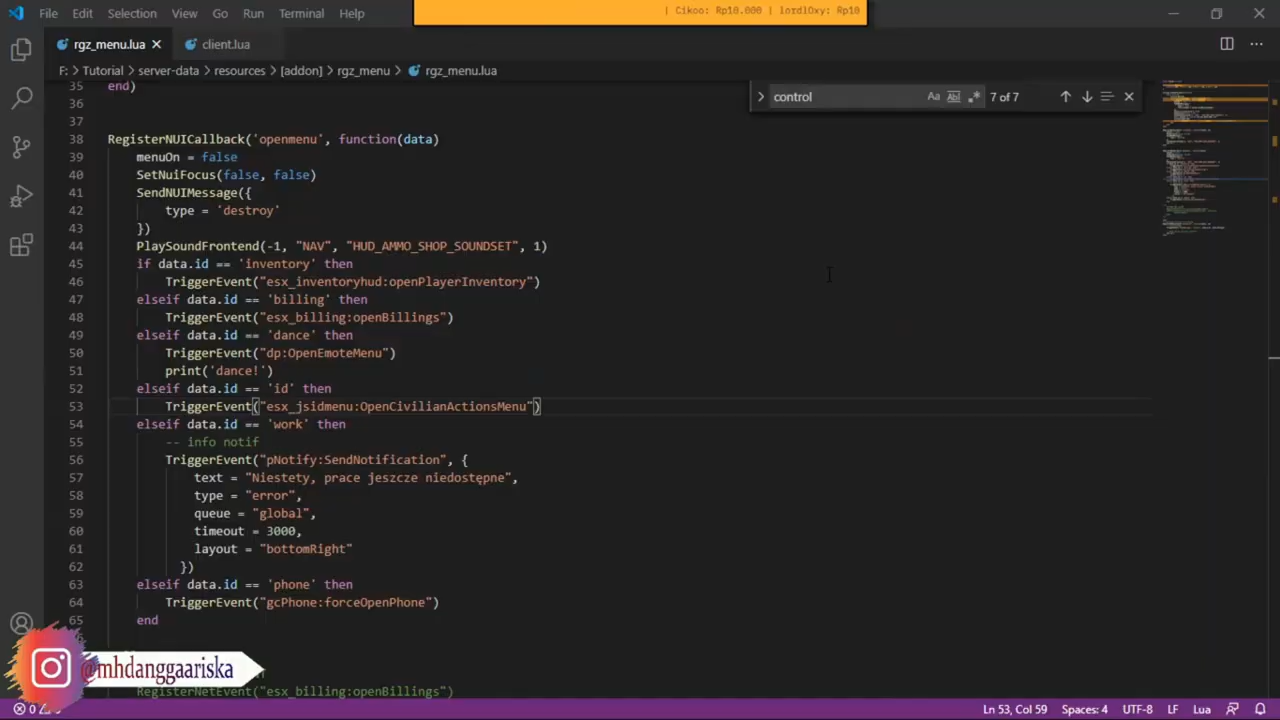 File Edit Selection View Go Run Terminal Help
| Cikoo: Rp10.000 | lordlOxy: Rp10
rgz_menu.lua client.lua
F: > Tutorial > server-data > resources > [addon] > rgz_menu > rgz_menu.lua
control 7 of 7
35 end)
36
37
38 RegisterNUICallback('openmenu', function(data)
39 menuOn = false
40 SetNuiFocus(false, false)
41 SendNUIMessage({
42 type = 'destroy'
43 })
44 PlaySoundFrontend(-1, "NAV", "HUD_AMMO_SHOP_SOUNDSET", 1)
45 if data.id == 'inventory' then
46 TriggerEvent("esx_inventoryhud:openPlayerInventory")
47 elseif data.id == 'billing' then
48 TriggerEvent("esx_billing:openBillings")
49 elseif data.id == 'dance' then
50 TriggerEvent("dp:OpenEmoteMenu")
51 print('dance!')
52 elseif data.id == 'id' then
53 TriggerEvent("esx_jsidmenu:OpenCivilianActionsMenu")
54 elseif data.id == 'work' then
55 -- info notif
56 TriggerEvent("pNotify:SendNotification", {
57 text = "Niestety, prace jeszcze niedostępne",
58 type = "error",
59 queue = "global",
60 timeout = 3000,
61 layout = "bottomRight"
62 })
63 elseif data.id == 'phone' then
64 TriggerEvent("gcPhone:forceOpenPhone")
65 end
@mhdanggaariska
RegisterNetEvent("esx_billing:openBillings")
0
Ln 53, Col 59 Spaces: 4 UTF-8 LF Lua